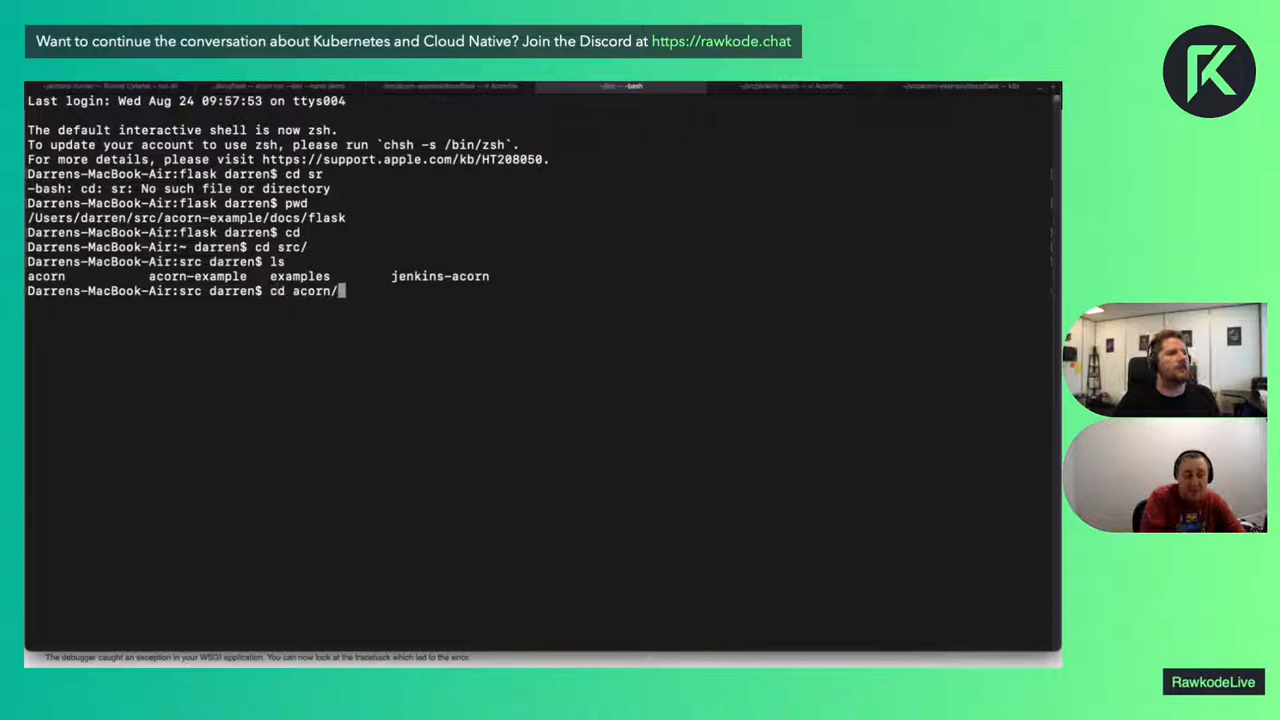 Want to continue the conversation about Kubernetes and Cloud Native? Join the Discord at https://rawkode.chat
Last login: Wed Aug 24 09:57:53 on ttys004
The default interactive shell is now zsh.
To update your account to use zsh, please run `chsh -s /bin/zsh`.
For more details, please visit https://support.apple.com/kb/HT208050.
Darrens-MacBook-Air:flask darren$ cd sr
-bash: cd: sr: No such file or directory
Darrens-MacBook-Air:flask darren$ pwd
/Users/darren/src/acorn-example/docs/flask
Darrens-MacBook-Air:flask darren$ cd
Darrens-MacBook-Air:~ darren$ cd src/
Darrens-MacBook-Air:src darren$ ls
acorn acorn-example examples jenkins-acorn
Darrens-MacBook-Air:src darren$ cd acorn/
The debugger caught an exception in your WSGI application. You can now look at the traceback which led to the error.
RawkodeLive